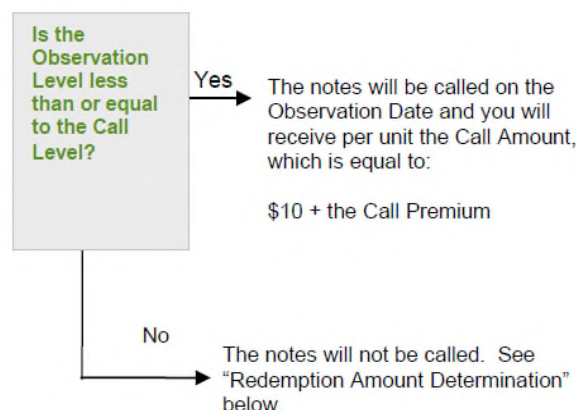 Is the
Observation
Level less
than or equal
to the Call
Level?
Yes
The notes will be called on the
Observation Date and you will
receive per unit the Call Amount,
which is equal to:
$10 + the Call Premium
No
The notes will not be called. See
“Redemption Amount Determination”
below